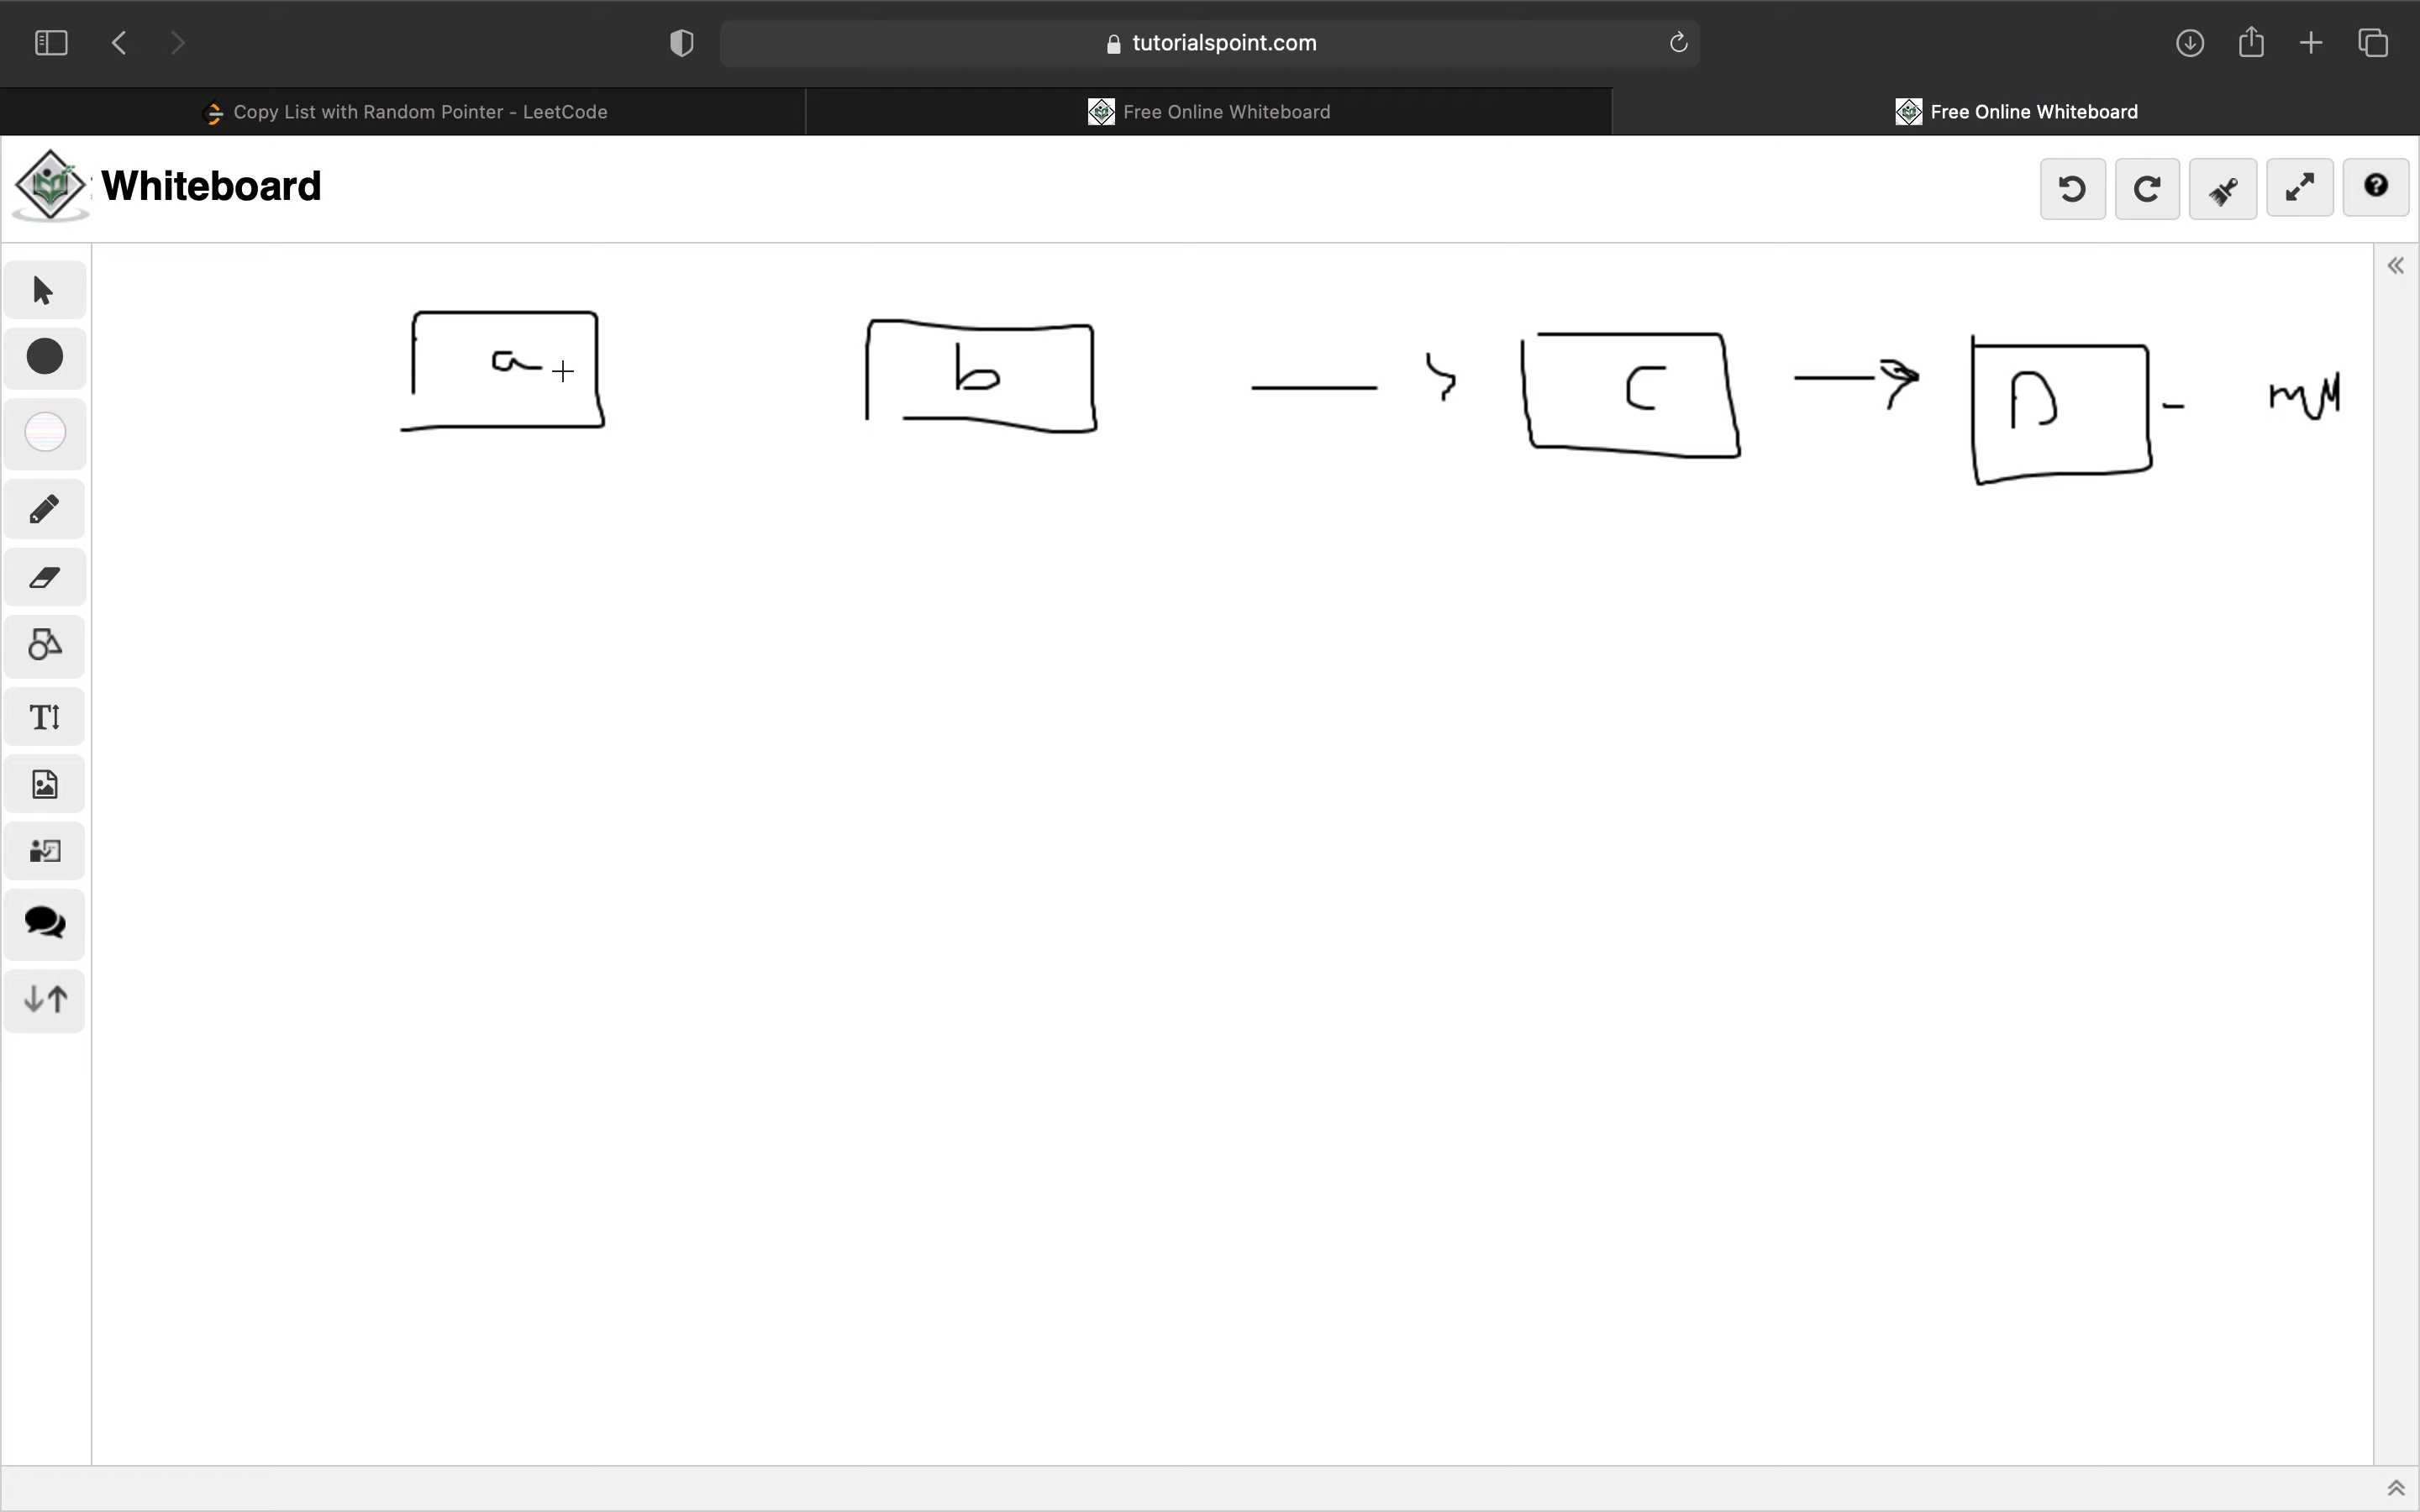 tutorialspoint.com
Copy List with Random Pointer - LeetCode
Free Online Whiteboard
Free Online Whiteboard
Whiteboard
a
b
C
D